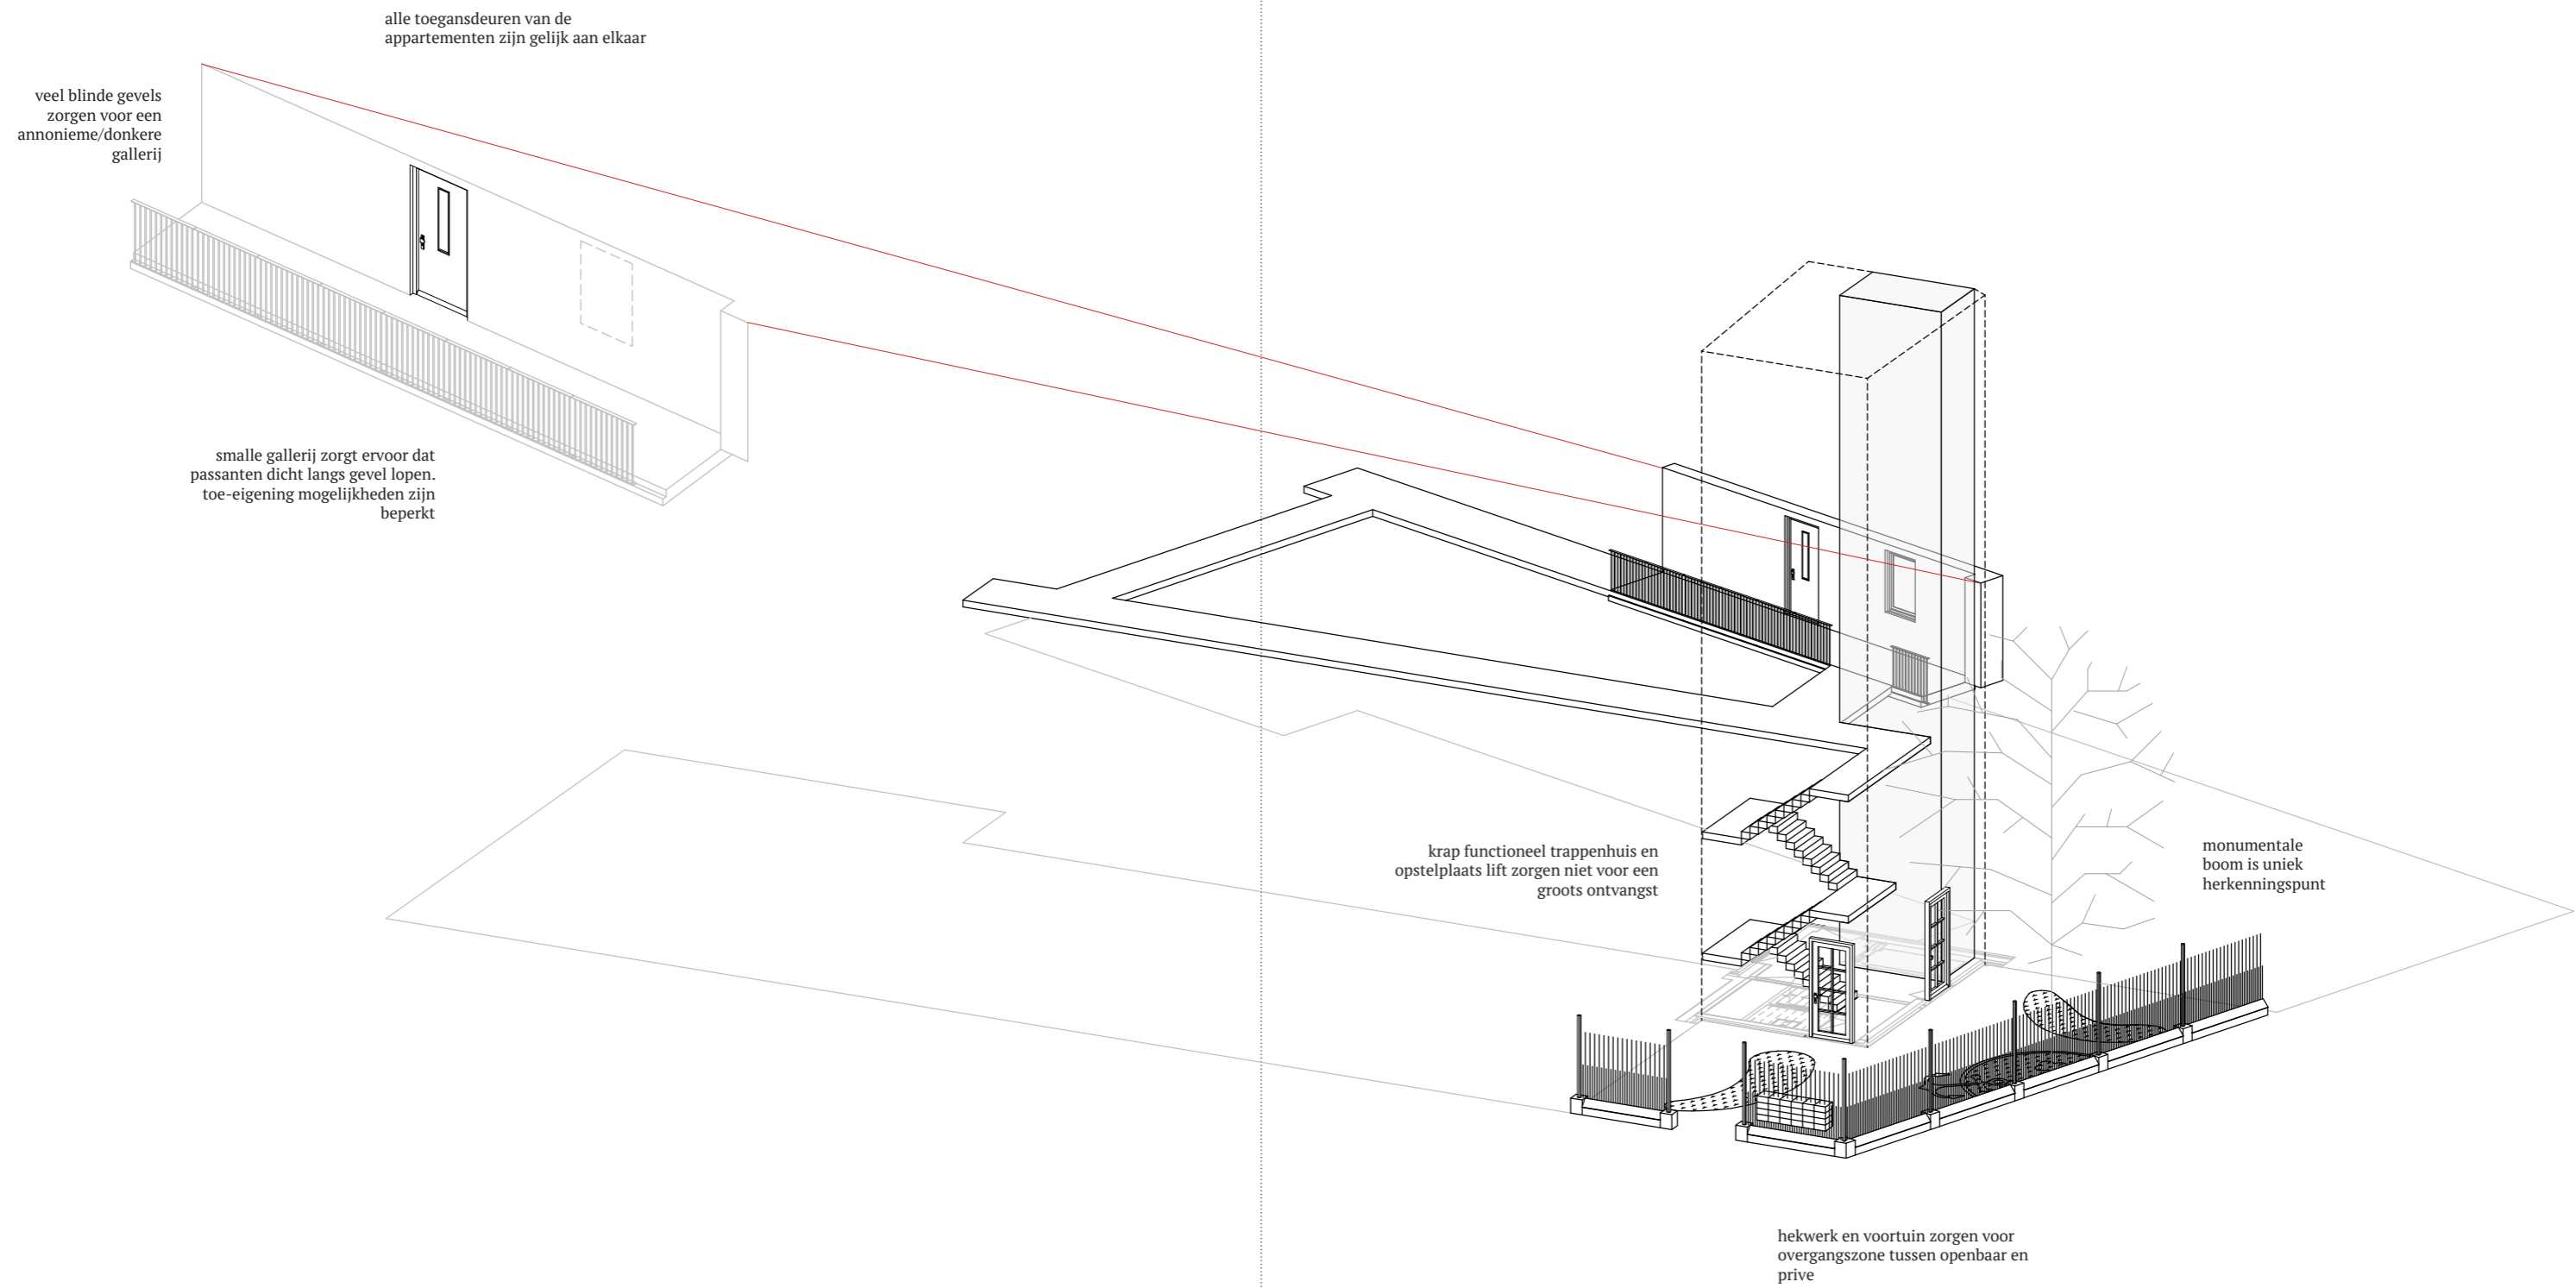 alle toegansdeuren van de
appartementen zijn gelijk aan elkaar
veel blinde gevels
zorgen voor een
annonieme/donkere
gallerij
smalle gallerij zorgt ervoor dat
passanten dicht langs gevel lopen.
toe-eigening mogelijkheden zijn
beperkt
krap functioneel trappenhuis en
opstelplaats lift zorgen niet voor een
groots ontvangst
monumentale
boom is uniek
herkenningspunt
hekwerk en voortuin zorgen voor
overgangszone tussen openbaar en
prive